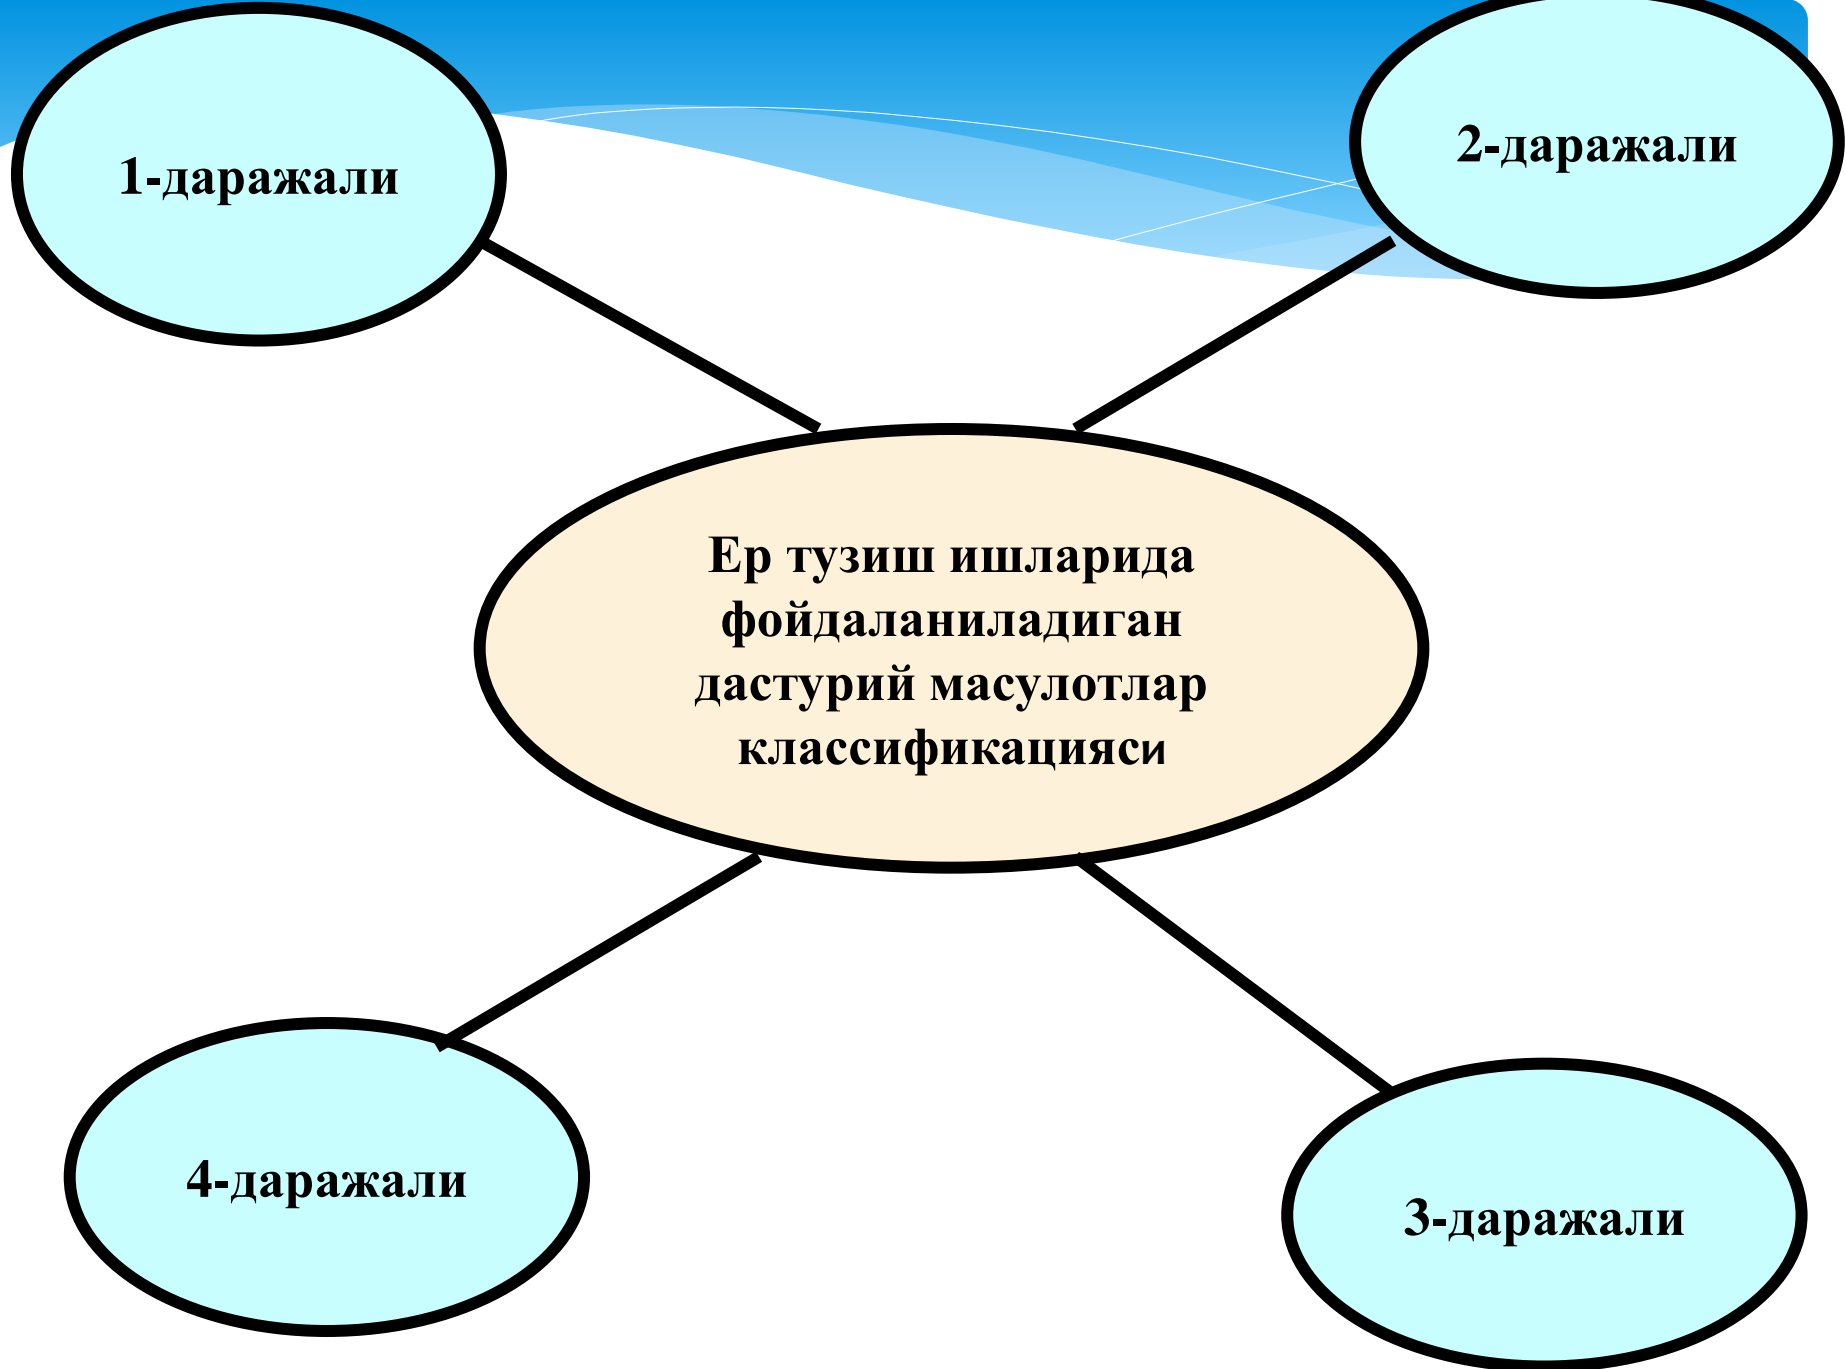 1-даражали
2-даражали
Ер тузиш ишларида
фойдаланиладиган
дастурий масулотлар
классификацияси
4-даражали
3-даражали